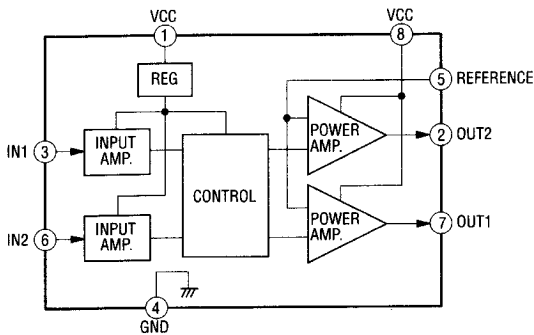 VCC
VCC
1
8
REG
5 REFERENCE
POWER
AMP.
IN1 3
INPUT
AMP.
2 OUT2
CONTROL
IN2 6
INPUT
AMP.
POWER
AMP.
7 OUT1
4
GND